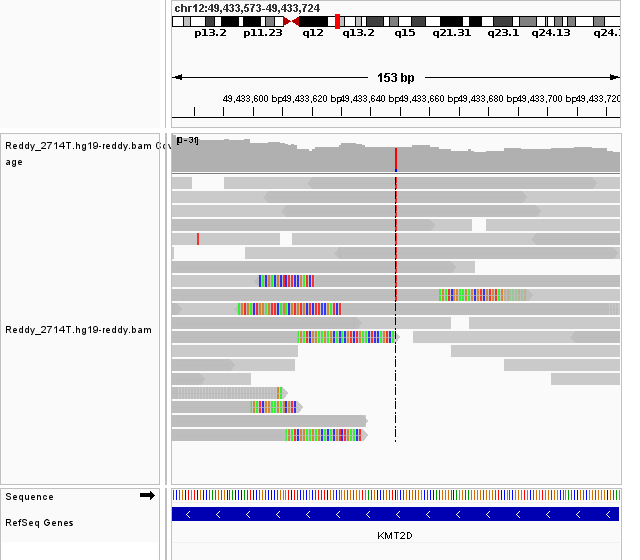 chr12:49,433,573-49,433,724
p13.2 p11.23 q12 q13.2 q15 q21.31 q23.1 q24.13 q24.
153 bp
49,433,600 bp 49,433,620 bp 49,433,640 bp 49,433,660 bp 49,433,680 bp 49,433,700 bp 49,433,720
[0-31]
Reddy_2714T.hg19-reddy.bam Cov
age
Reddy_2714T.hg19-reddy.bam
Sequence
RefSeq Genes
KMT2D